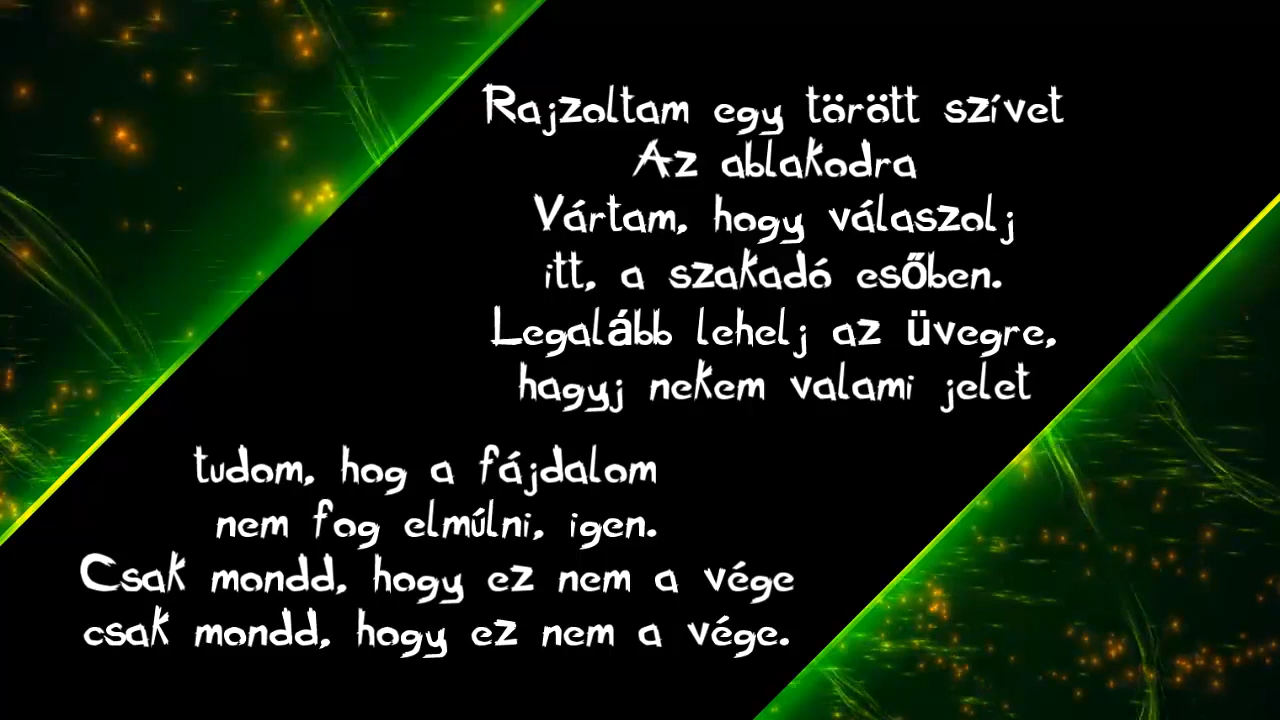 Rajzoltam egy törött szívet
Az ablakodra
Vártam, hogy válaszolj
itt, a szakadó esőben.
Legalább lehelj az üvegre,
hagyj nekem valami jelet
tudom, hog a fájdalom
nem fog elmúlni, igen.
Csak mondd, hogy ez nem a vége
csak mondd, hogy ez nem a vége.